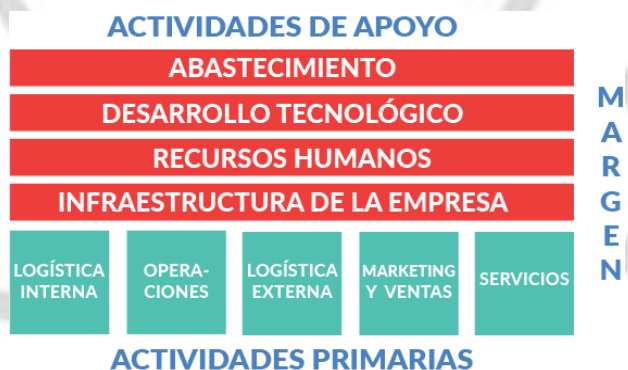 ACTIVIDADES DE APOYO
ABASTECIMIENTO
DESARROLLO TECNOLÓGICO
RECURSOS HUMANOS
INFRAESTRUCTURA DE LA EMPRESA
LOGÍSTICA
INTERNA
OPERA-
CIONES
LOGÍSTICA
EXTERNA
MARKETING
Y VENTAS
SERVICIOS
ACTIVIDADES PRIMARIAS
MARGEN